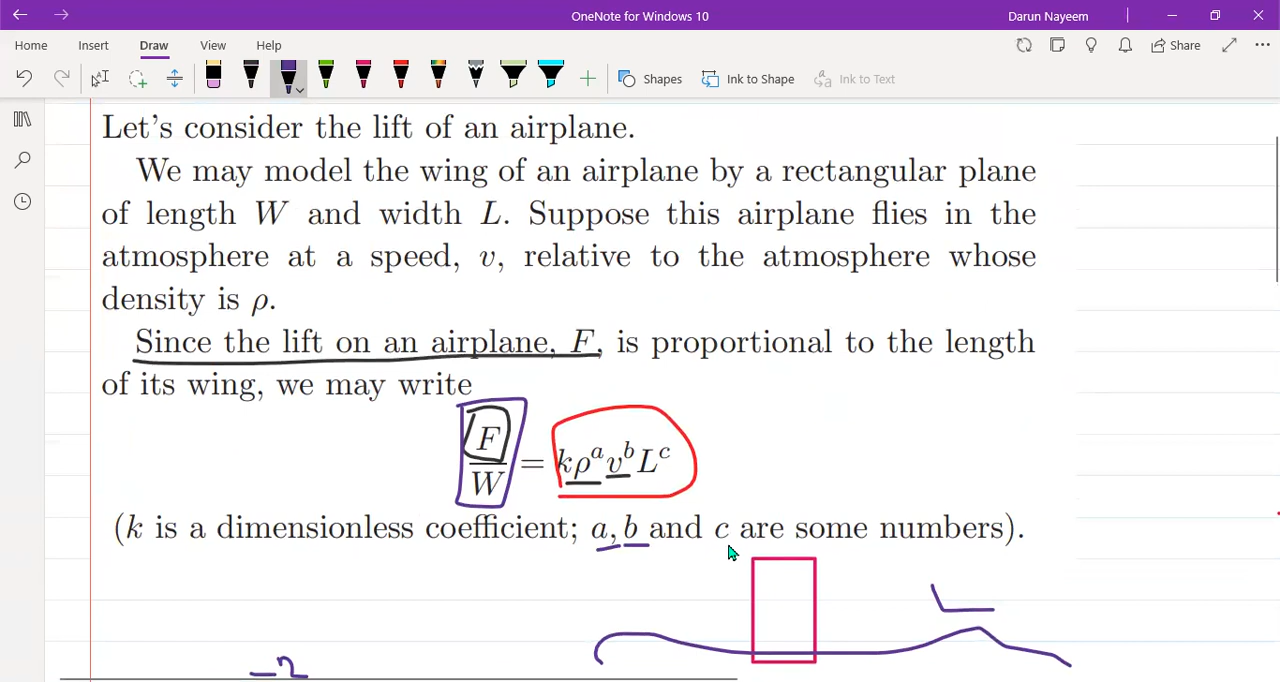 OneNote for Windows 10
Darun Nayeem
Home Insert Draw View Help
Share
Shapes Ink to Shape Ink to Text
Let's consider the lift of an airplane.
We may model the wing of an airplane by a rectangular plane
of length W and width L. Suppose this airplane flies in the
atmosphere at a speed, v, relative to the atmosphere whose
density is ρ.
Since the lift on an airplane, F, is proportional to the length
of its wing, we may write
F/W = kρᵃvᵇLᶜ
(k is a dimensionless coefficient; a, b and c are some numbers).